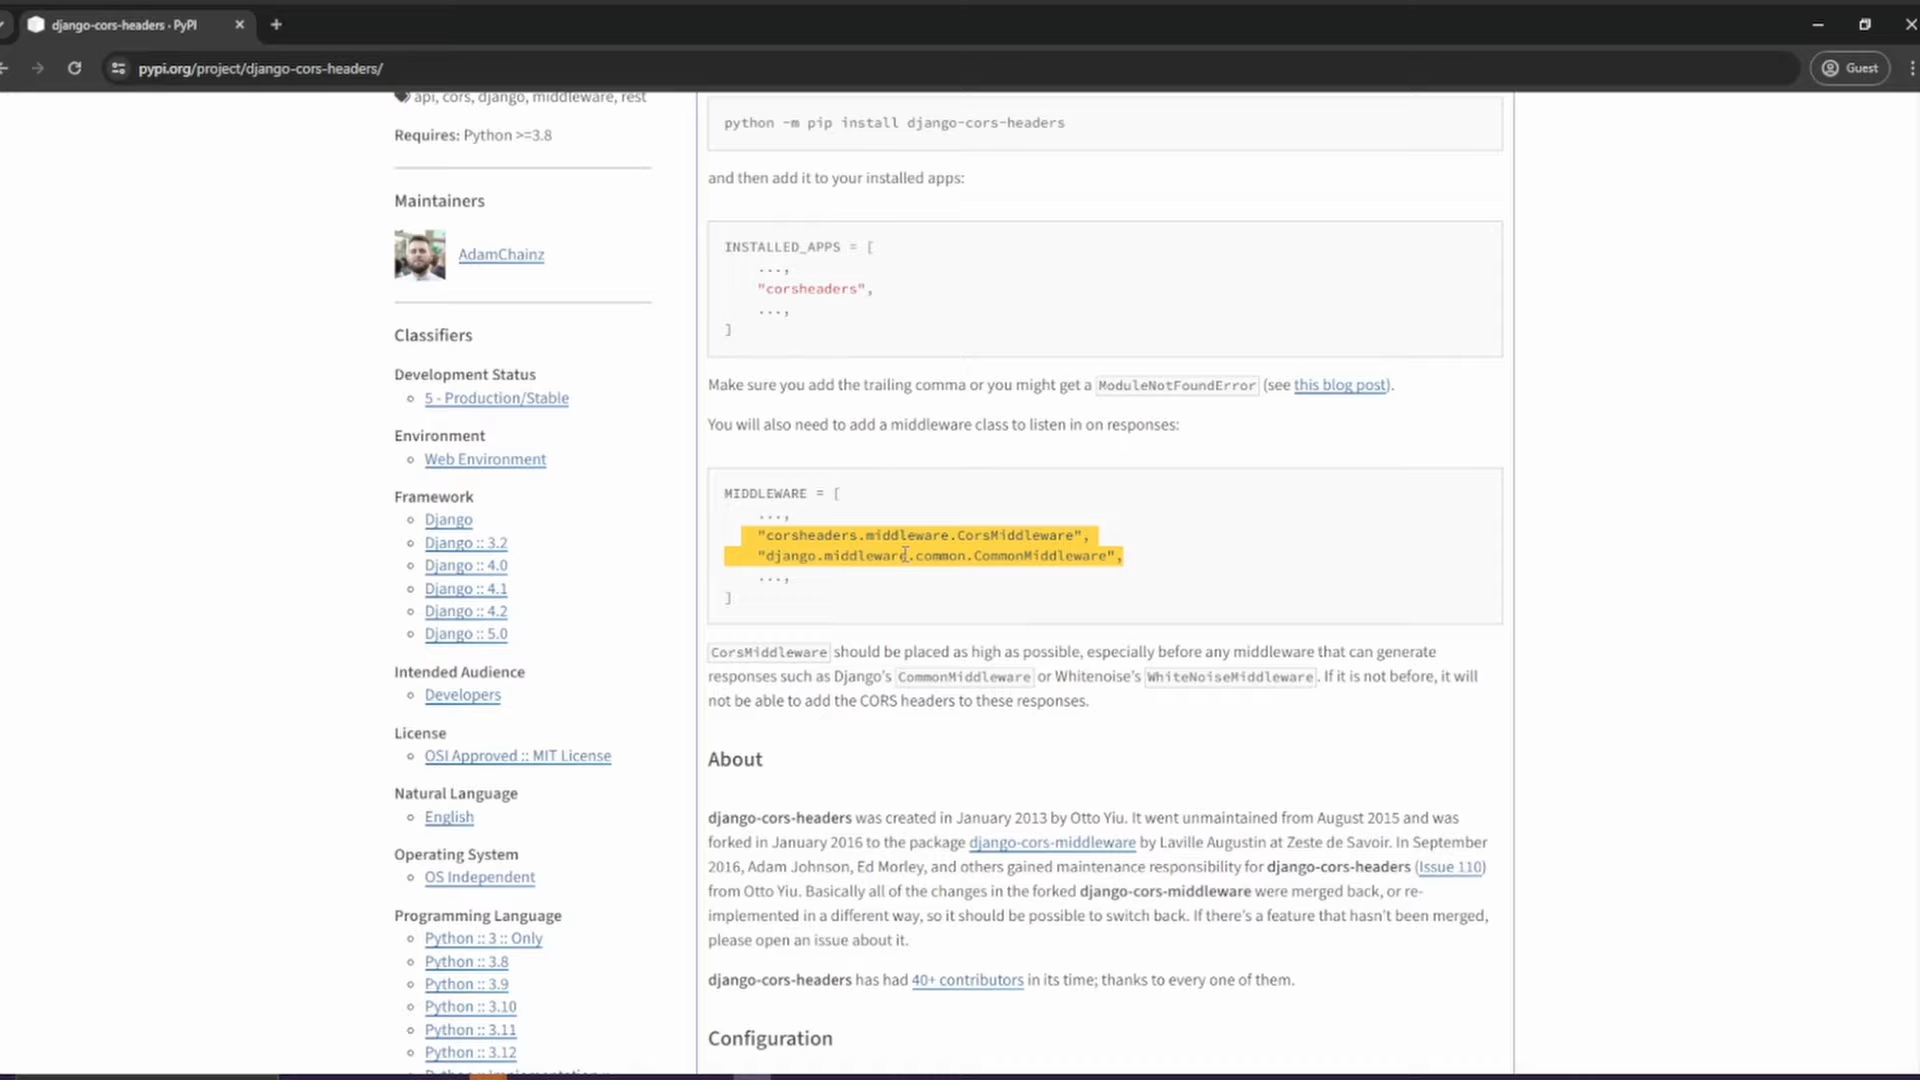 django-cors-headers · PyPI
pypi.org/project/django-cors-headers/
Guest
api, cors, django, middleware, rest
Requires: Python >=3.8
Maintainers
AdamChainz
Classifiers
Development Status
5 - Production/Stable
Environment
Web Environment
Framework
Django
Django :: 3.2
Django :: 4.0
Django :: 4.1
Django :: 4.2
Django :: 5.0
Intended Audience
Developers
License
OSI Approved :: MIT License
Natural Language
English
Operating System
OS Independent
Programming Language
Python :: 3 :: Only
Python :: 3.8
Python :: 3.9
Python :: 3.10
Python :: 3.11
Python :: 3.12
python -m pip install django-cors-headers
and then add it to your installed apps:
INSTALLED_APPS = [
...,
"corsheaders",
...,
]
Make sure you add the trailing comma or you might get a ModuleNotFoundError (see this blog post).
You will also need to add a middleware class to listen in on responses:
MIDDLEWARE = [
...,
"corsheaders.middleware.CorsMiddleware",
"django.middleware.common.CommonMiddleware",
...,
]
CorsMiddleware should be placed as high as possible, especially before any middleware that can generate
responses such as Django's CommonMiddleware or Whitenoise's WhiteNoiseMiddleware. If it is not before, it will
not be able to add the CORS headers to these responses.
About
django-cors-headers was created in January 2013 by Otto Yiu. It went unmaintained from August 2015 and was
forked in January 2016 to the package django-cors-middleware by Laville Augustin at Zeste de Savoir. In September
2016, Adam Johnson, Ed Morley, and others gained maintenance responsibility for django-cors-headers (Issue 110)
from Otto Yiu. Basically all of the changes in the forked django-cors-middleware were merged back, or re-
implemented in a different way, so it should be possible to switch back. If there's a feature that hasn't been merged,
please open an issue about it.
django-cors-headers has had 40+ contributors in its time; thanks to every one of them.
Configuration